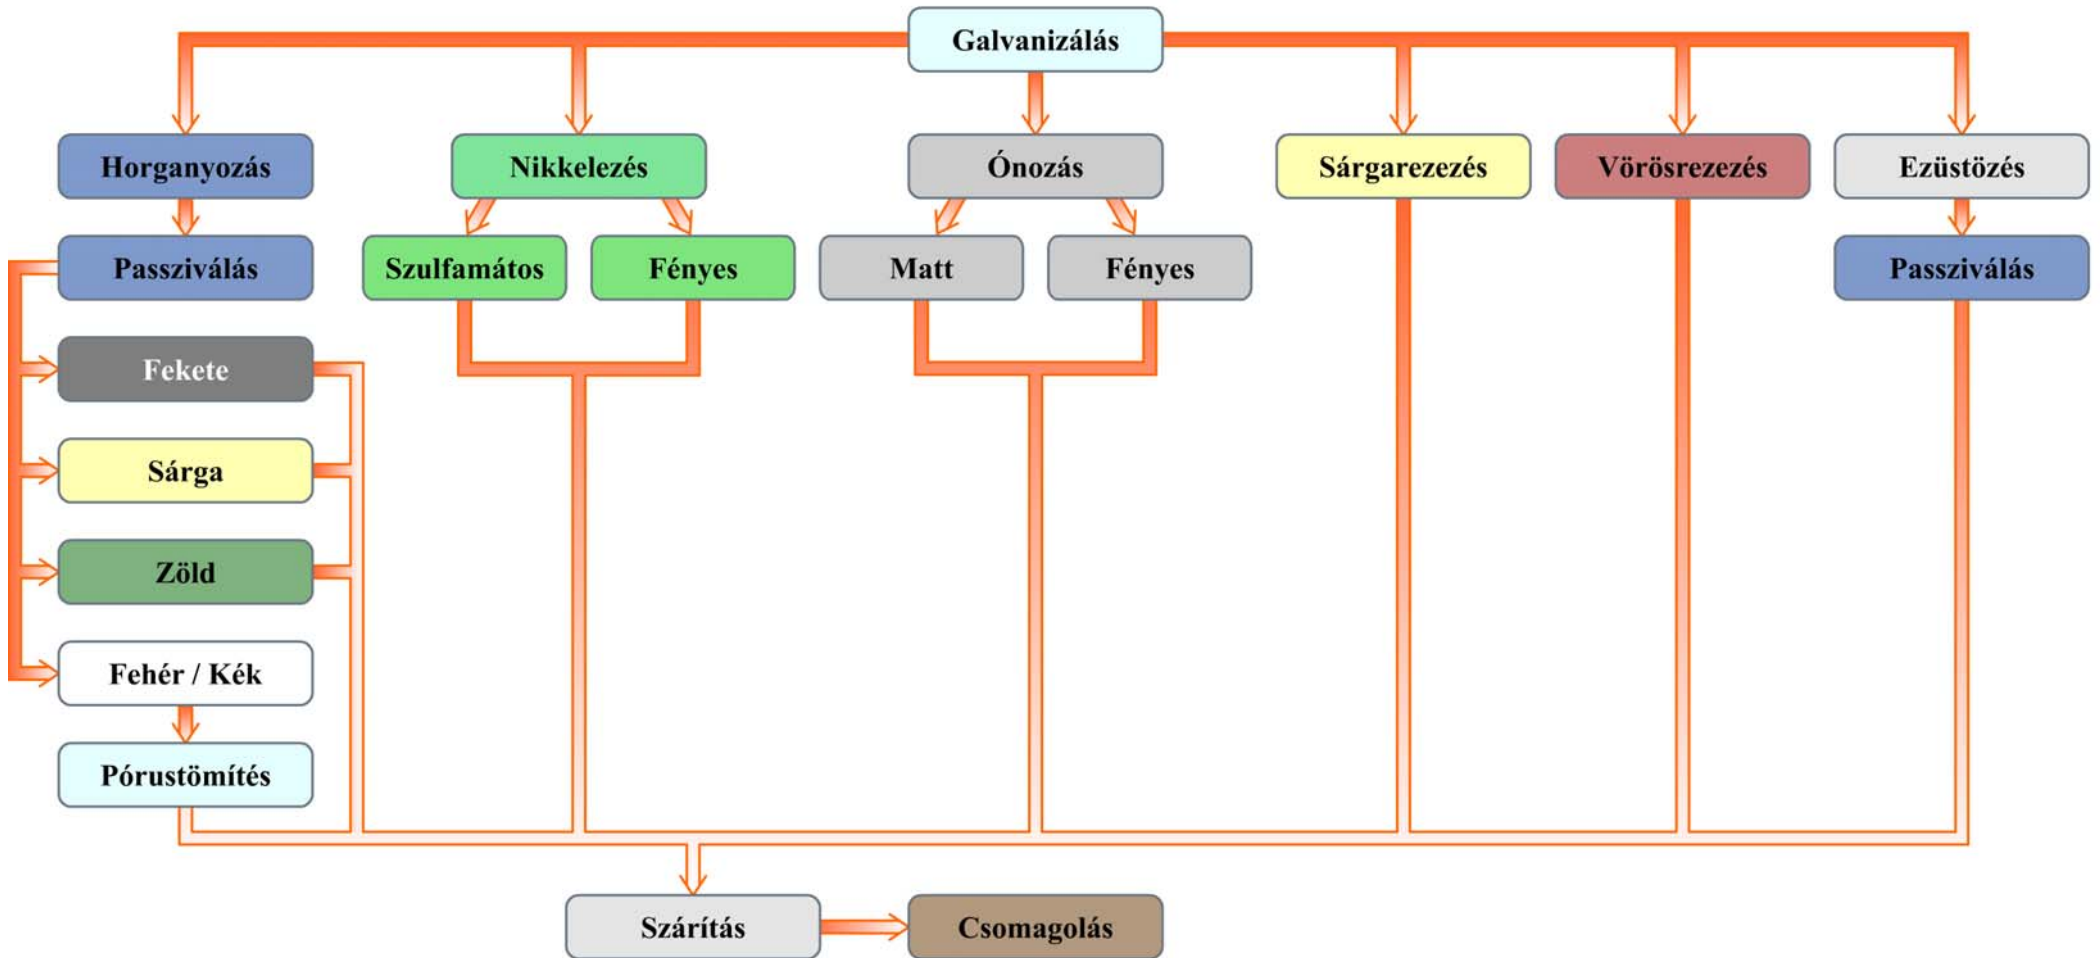 Galvanizálás
Horganyozás
Nikkelezés
Ónozás
Sárgarezezés
Vörösrezezés
Ezüstözés
Passziválás
Szulfamátos
Fényes
Matt
Fényes
Passziválás
Fekete
Sárga
Zöld
Fehér / Kék
Pórustömítés
Szárítás
Csomagolás